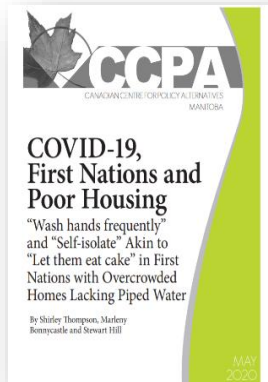 CCPA
CANADIAN CENTRE FOR POLICY ALTERNATIVES
MANITOBA
COVID-19,
First Nations and
Poor Housing
“Wash hands frequently”
and “Self-isolate” Akin to
“Let them eat cake” in First
Nations with Overcrowded
Homes Lacking Piped Water
By Shirley Thompson, Marleny
Bonnycastle and Stewart Hill
MAY
2020